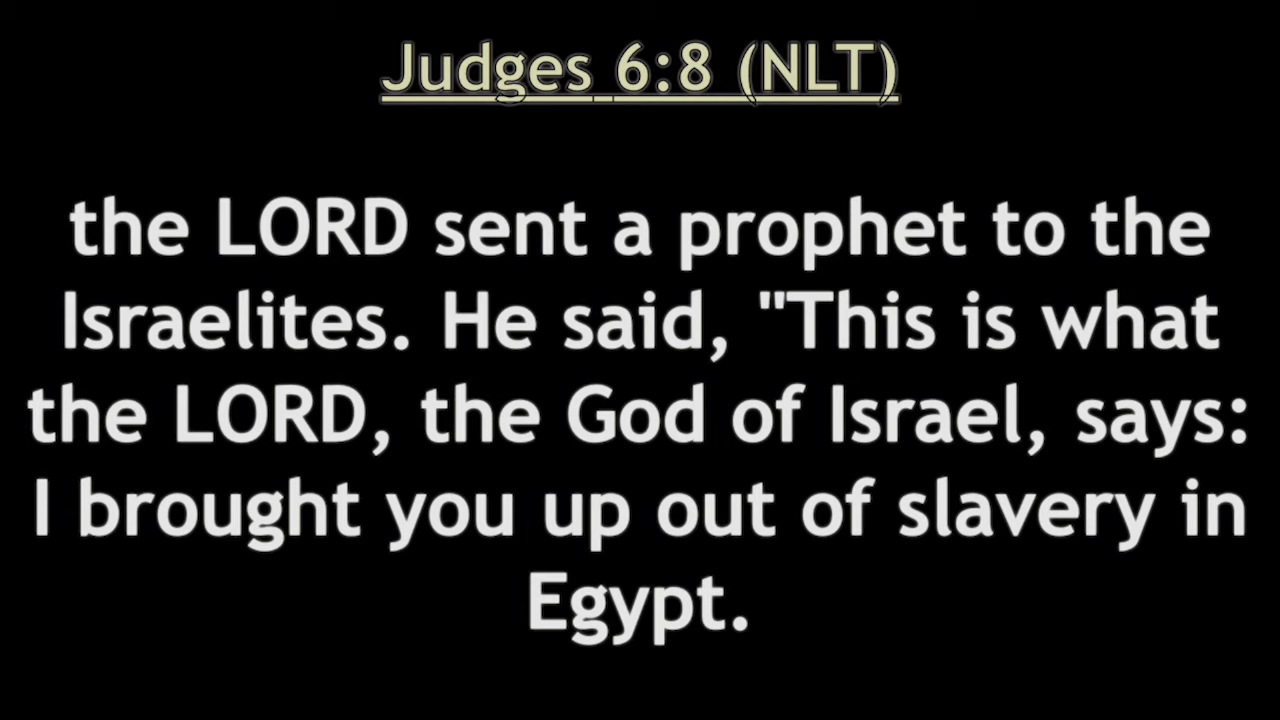 Judges 6:8 (NLT)
the LORD sent a prophet to the
Israelites. He said, "This is what
the LORD, the God of Israel, says:
I brought you up out of slavery in
Egypt.